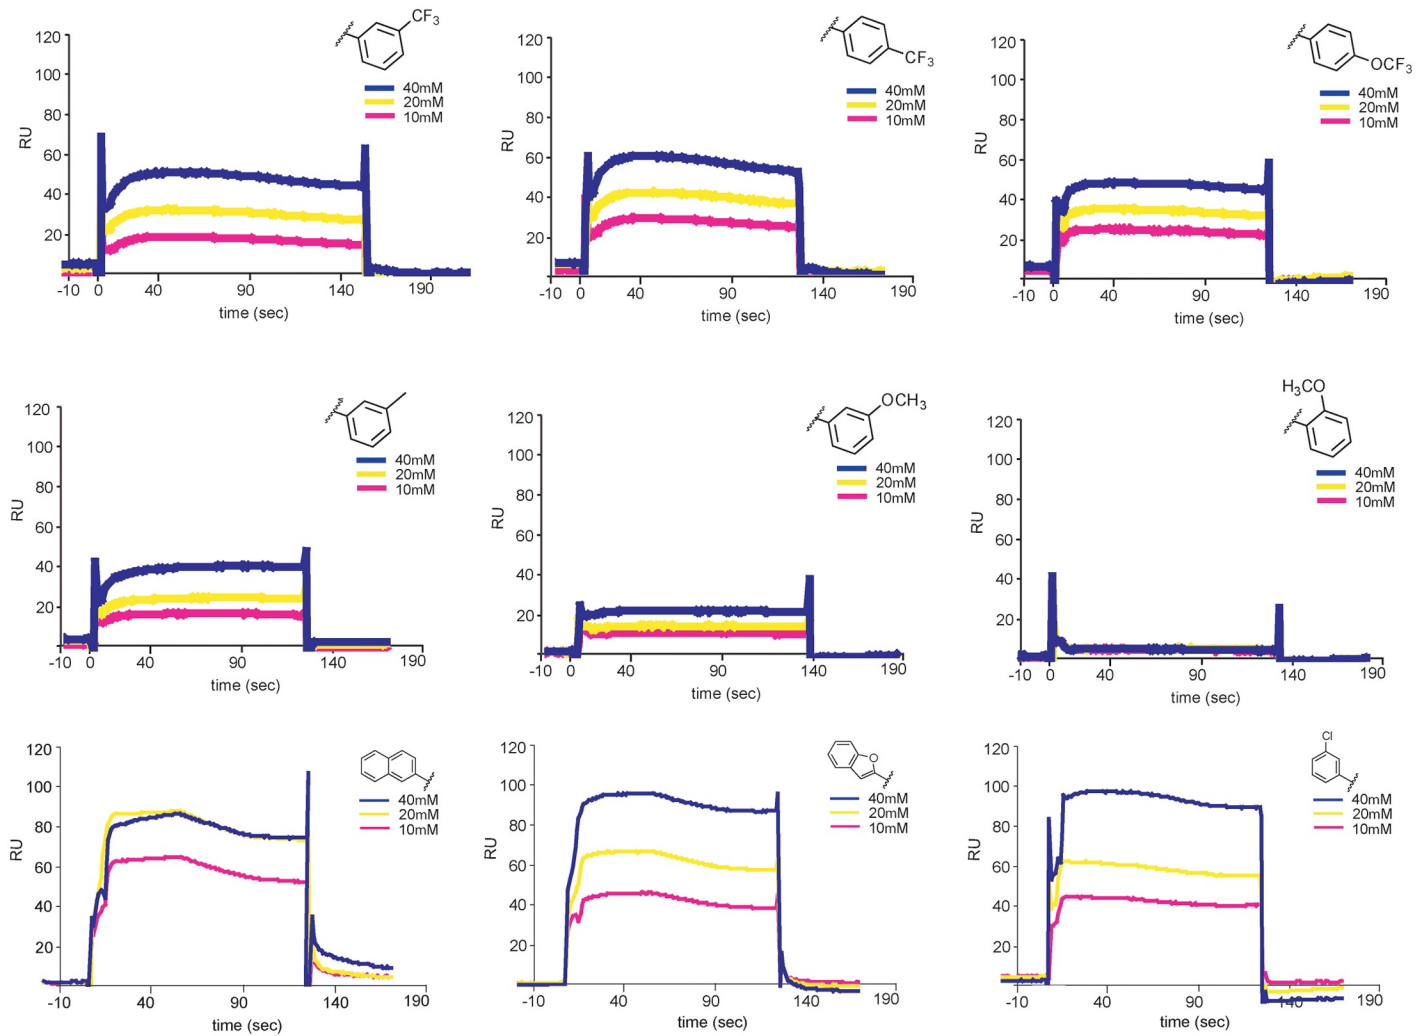 CF3
40mM
20mM
10mM
RU
120
100
80
60
40
20
-10 0 40 90 140 190
time (sec)
CF3
40mM
20mM
10mM
RU
120
100
80
60
40
20
-10 0 40 90 140 190
time (sec)
OCF3
40mM
20mM
10mM
RU
120
100
80
60
40
20
-10 0 40 90 140 190
time (sec)
40mM
20mM
10mM
RU
120
100
80
60
40
20
-10 0 40 90 140 190
time (sec)
OCH3
40mM
20mM
10mM
RU
120
100
80
60
40
20
-10 0 40 90 140 190
time (sec)
H3CO
40mM
20mM
10mM
RU
120
100
80
60
40
20
-10 0 40 90 140 190
time (sec)
40mM
20mM
10mM
RU
120
100
80
60
40
20
-10 40 90 140 190
time (sec)
O
40mM
20mM
10mM
RU
120
100
80
60
40
20
-10 40 90 140 190
time (sec)
Cl
40mM
20mM
10mM
RU
120
100
80
60
40
20
-10 40 90 140 190
time (sec)